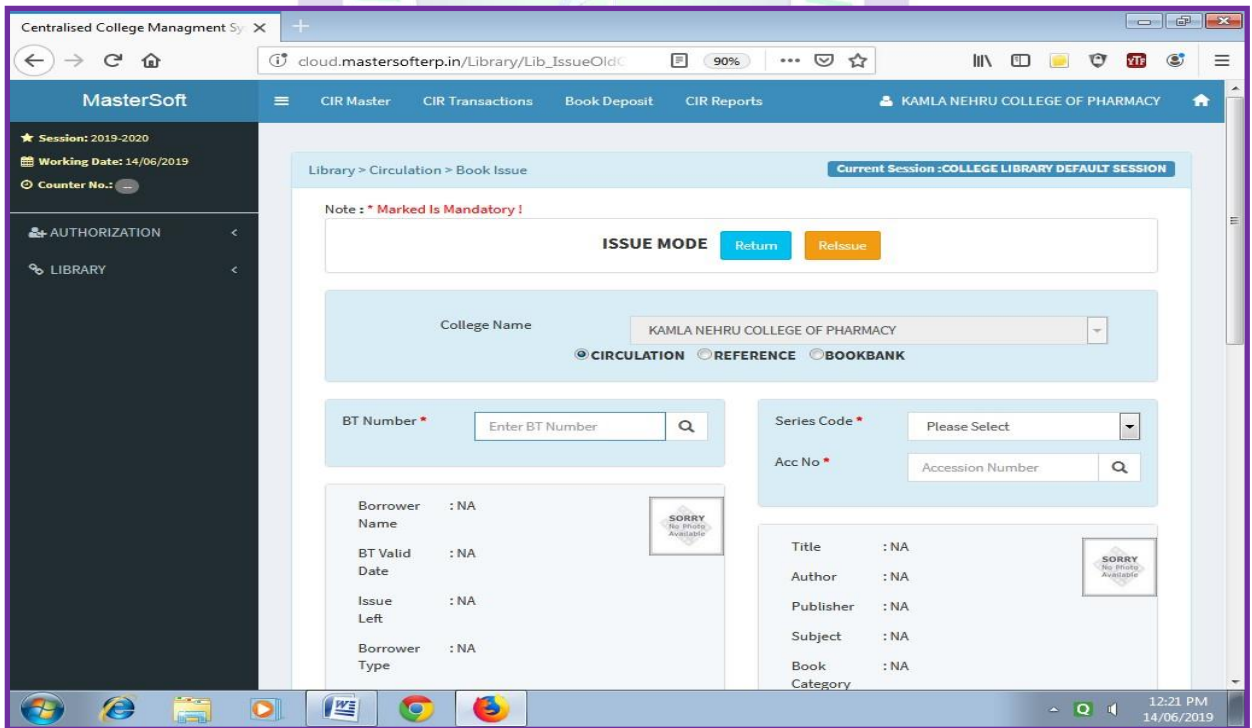 Centralised College Managment Sy
cloud.mastersofterp.in/Library/Lib_IssueOldC
90%
MasterSoft
CIR Master CIR Transactions Book Deposit CIR Reports
KAMLA NEHRU COLLEGE OF PHARMACY
Session: 2019-2020
Working Date: 14/06/2019
Counter No.: --
AUTHORIZATION
LIBRARY
Library > Circulation > Book Issue
Current Session :COLLEGE LIBRARY DEFAULT SESSION
Note : * Marked Is Mandatory !
ISSUE MODE Return ReIssue
College Name
KAMLA NEHRU COLLEGE OF PHARMACY
CIRCULATION REFERENCE BOOKBANK
BT Number *
Enter BT Number
Series Code *
Please Select
Acc No *
Accession Number
Borrower Name : NA
SORRY
No Photo
Available
BT Valid Date : NA
Issue Left : NA
Borrower Type : NA
Title : NA
SORRY
No Photo
Available
Author : NA
Publisher : NA
Subject : NA
Book Category : NA
12:21 PM
14/06/2019